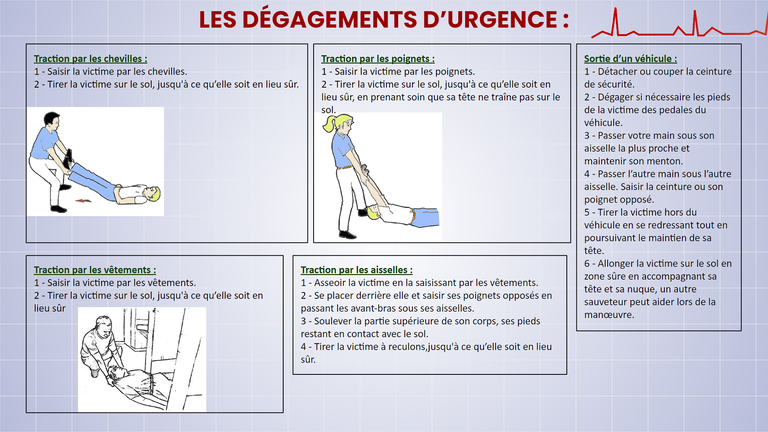 LES DÉGAGEMENTS D’URGENCE :
Traction par les chevilles :
1 - Saisir la victime par les chevilles.
2 - Tirer la victime sur le sol, jusqu'à ce qu’elle soit en lieu sûr.
Traction par les poignets :
1 - Saisir la victime par les poignets.
2 - Tirer la victime sur le sol, jusqu'à ce qu’elle soit en
lieu sûr, en prenant soin que sa tête ne traîne pas sur le
sol.
Sortie d’un véhicule :
1 - Détacher ou couper la ceinture
de sécurité.
2 - Dégager si nécessaire les pieds
de la victime des pedales du
véhicule.
3 - Passer votre main sous son
aisselle la plus proche et
maintenir son menton.
4 - Passer l’autre main sous l’autre
aisselle. Saisir la ceinture ou son
poignet opposé.
5 - Tirer la victime hors du
véhicule en se redressant tout en
poursuivant le maintien de sa
tête.
6 - Allonger la victime sur le sol en
zone sûre en accompagnant sa
tête et sa nuque, un autre
sauveteur peut aider lors de la
manœuvre.
Traction par les vêtements :
1 - Saisir la victime par les vêtements.
2 - Tirer la victime sur le sol, jusqu'à ce qu’elle soit en
lieu sûr
Traction par les aisselles :
1 - Asseoir la victime en la saisissant par les vêtements.
2 - Se placer derrière elle et saisir ses poignets opposés en
passant les avant-bras sous ses aisselles.
3 - Soulever la partie supérieure de son corps, ses pieds
restant en contact avec le sol.
4 - Tirer la victime à reculons,jusqu'à ce qu’elle soit en lieu
sûr.